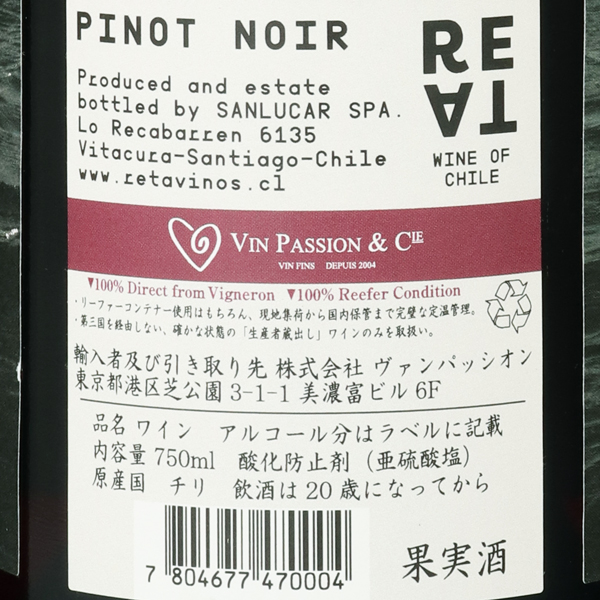 PINOT NOIR
Produced and estate
bottled by SANLUCAR SPA.
Lo Recabarren 6135
Vitacura-Santiago-Chile
www.retavinos.cl
RE
TA
WINE OF
CHILE
VIN PASSION & CIE
VIN FINS DEPUIS 2004
▼100% Direct from Vigneron ▼100% Reefer Condition
・リーファーコンテナー使用はもちろん、現地集荷から国内保管まで完璧な定温管理。
・第三国を経由しない、確かな状態の「生産者蔵出し」ワインのみを取扱い。
輸入者及び引き取り先 株式会社 ヴァンパッシオン
東京都港区芝公園 3-1-1 美濃富ビル 6F
品名 ワイン アルコール分はラベルに記載
内容量 750ml 酸化防止剤（亜硫酸塩）
原産国 チリ 飲酒は20歳になってから
7 804677 470004
果実酒